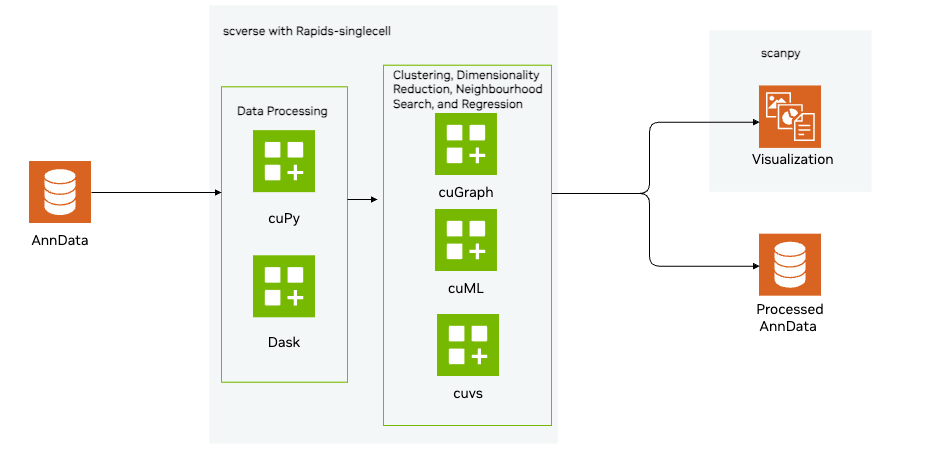 scverse with Rapids-singlecell
scanpy
Clustering, Dimensionality
Reduction, Neighbourhood
Search, and Regression
Data Processing
cuPy
Dask
cuGraph
cuML
cuvs
AnnData
Visualization
Processed
AnnData